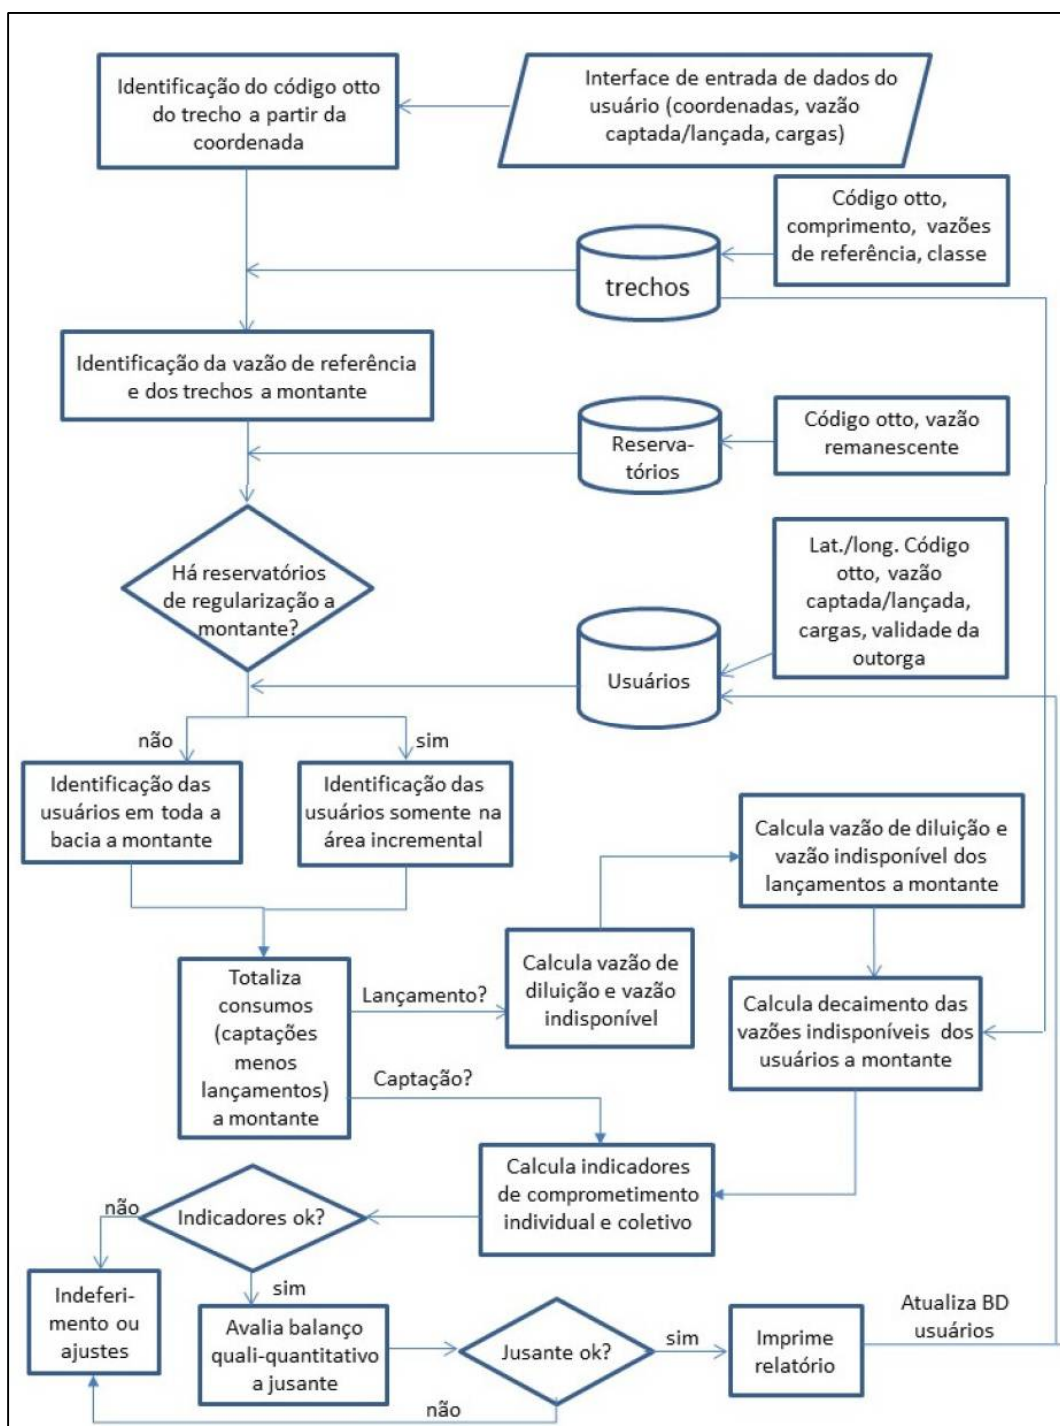 Identificação do código otto
do trecho a partir da
coordenada
Interface de entrada de dados do
usuário (coordenadas, vazão
captada/lançada, cargas)
Código otto,
comprimento, vazões
de referência, classe
trechos
Identificação da vazão de referência
e dos trechos a montante
Reserva-
tórios
Código otto, vazão
remanescente
Há reservatórios
de regularização a
montante?
Lat./long. Código
otto, vazão
captada/lançada,
cargas, validade da
outorga
Usuários
não
sim
Identificação das
usuários em toda a
bacia a montante
Identificação das
usuários somente na
área incremental
Calcula vazão de diluição e
vazão indisponível dos
lançamentos a montante
Totaliza
consumos
(captações
menos
lançamentos)
a montante
Lançamento?
Calcula vazão de
diluição e vazão
indisponível
Calcula decaimento das
vazões indisponíveis dos
usuários a montante
Captação?
Calcula indicadores
de comprometimento
individual e coletivo
não
Indicadores ok?
sim
Indeferi-
mento ou
ajustes
Avalia balanço
quali-quantitativo
a jusante
Jusante ok?
sim
Imprime
relatório
Atualiza BD
usuários
não